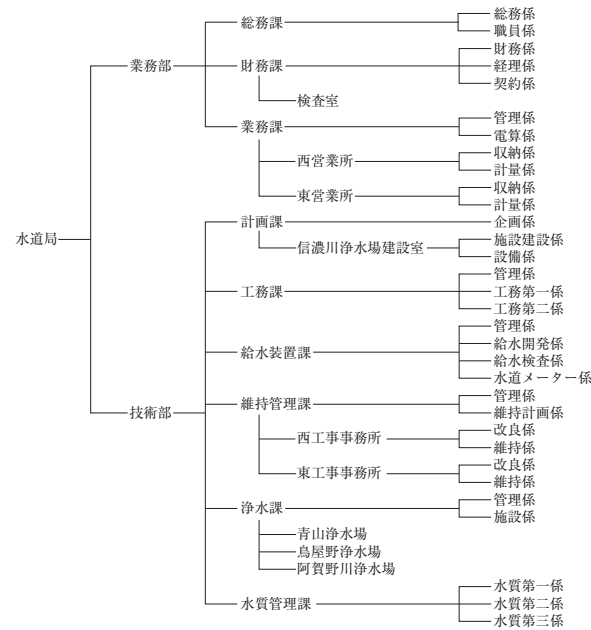 総務係
総務課
職員係
財務係
業務部
財務課
経理係
契約係
検査室
管理係
業務課
電算係
収納係
西営業所
計量係
収納係
東営業所
計量係
計画課
企画係
水道局
施設建設係
信濃川浄水場建設室
設備係
管理係
工務課
工務第一係
工務第二係
管理係
給水開発係
給水装置課
給水検査係
水道メーター係
管理係
維持管理課
技術部
維持計画係
改良係
西工事事務所
維持係
改良係
東工事事務所
維持係
管理係
浄水課
施設係
青山浄水場
鳥屋野浄水場
阿賀野川浄水場
水質第一係
水質管理課
水質第二係
水質第三係